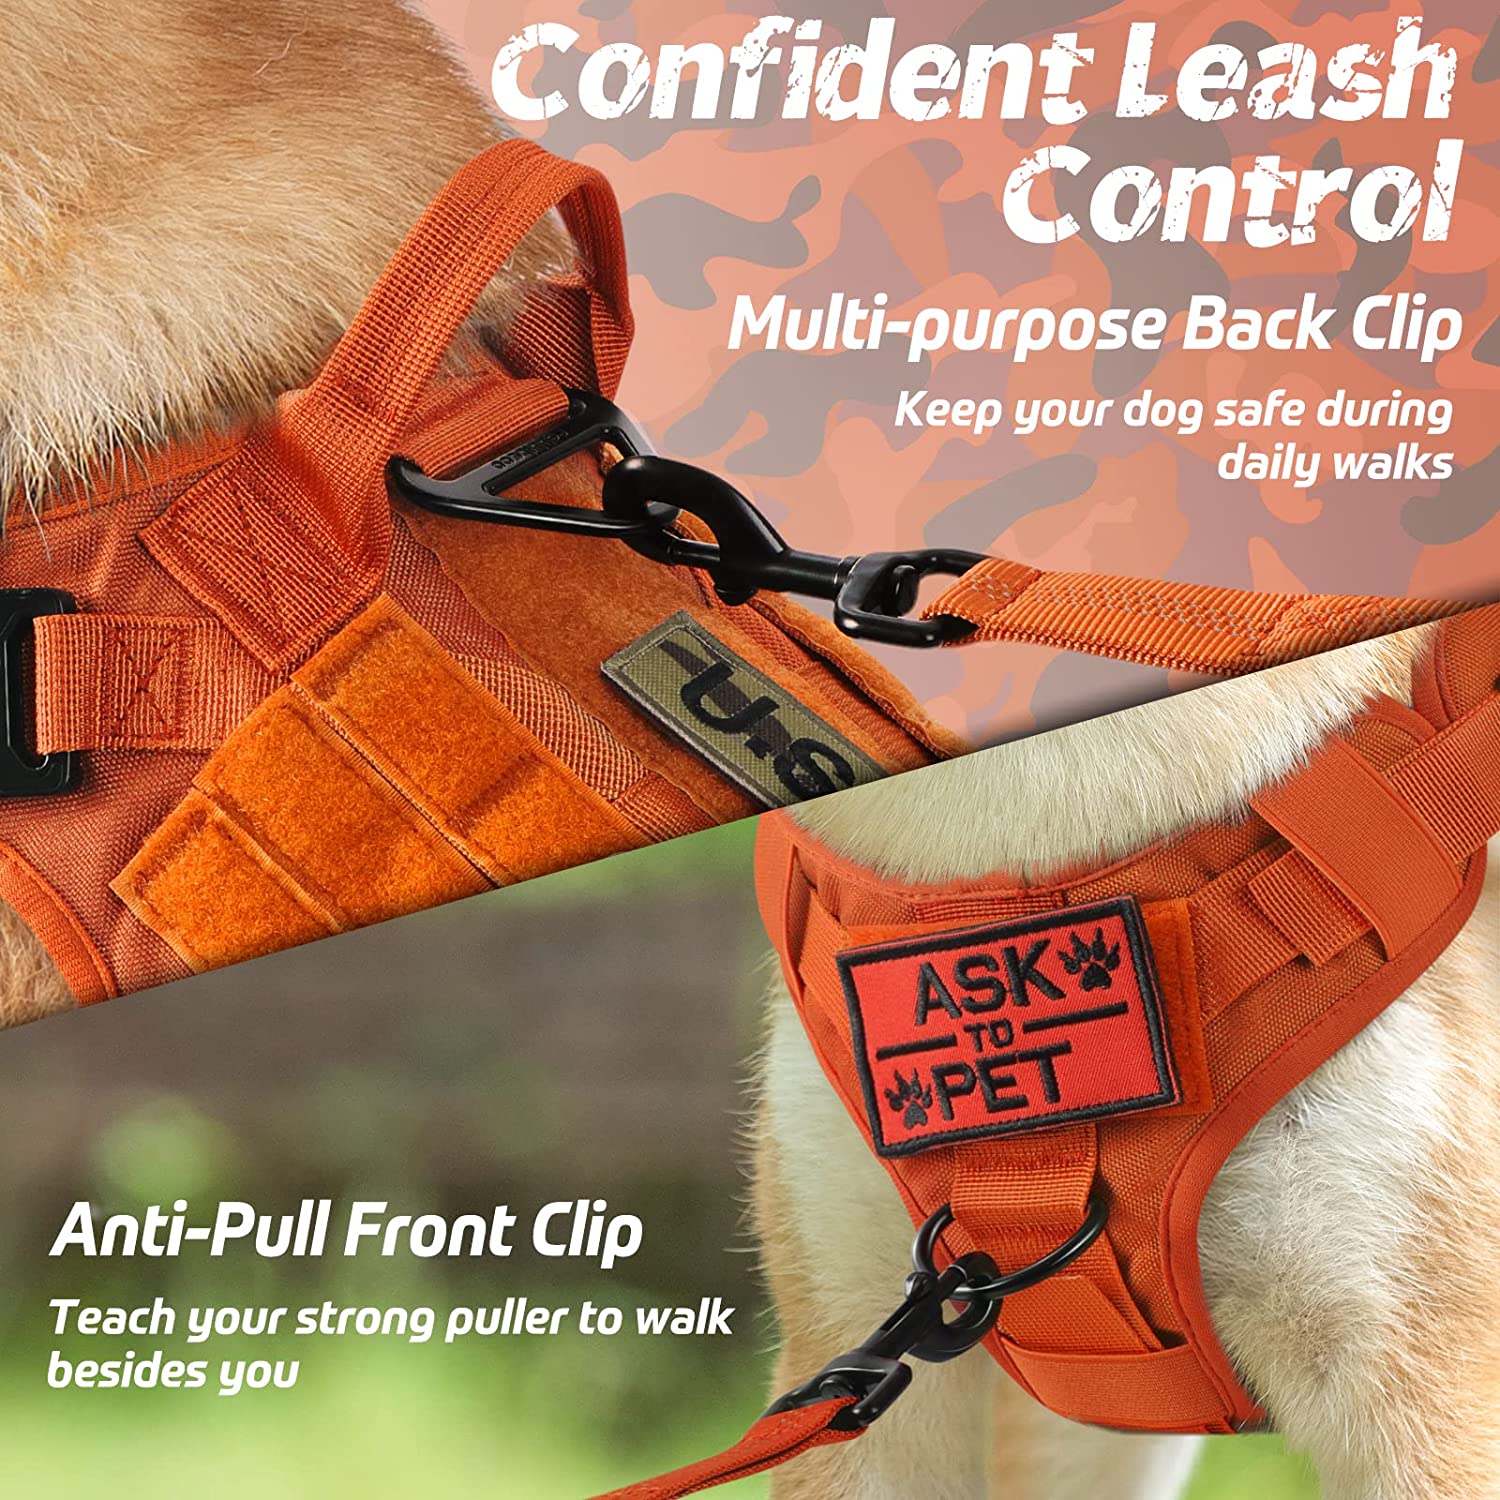 Confident Leash
Control
Multi-purpose Back Clip
Keep your dog safe during
daily walks
-U.S
ASK
TO
PET
Anti-Pull Front Clip
Teach your strong puller to walk
besides you